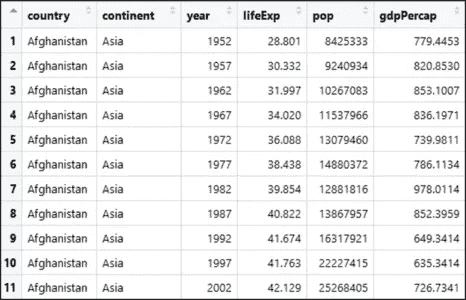 country continent year lifeExp pop gdpPercap
1 Afghanistan Asia 1952 28.801 8425333 779.4453
2 Afghanistan Asia 1957 30.332 9240934 820.8530
3 Afghanistan Asia 1962 31.997 10267083 853.1007
4 Afghanistan Asia 1967 34.020 11537966 836.1971
5 Afghanistan Asia 1972 36.088 13079460 739.9811
6 Afghanistan Asia 1977 38.438 14880372 786.1134
7 Afghanistan Asia 1982 39.854 12881816 978.0114
8 Afghanistan Asia 1987 40.822 13867957 852.3959
9 Afghanistan Asia 1992 41.674 16317921 649.3414
10 Afghanistan Asia 1997 41.763 22227415 635.3414
11 Afghanistan Asia 2002 42.129 25268405 726.7341